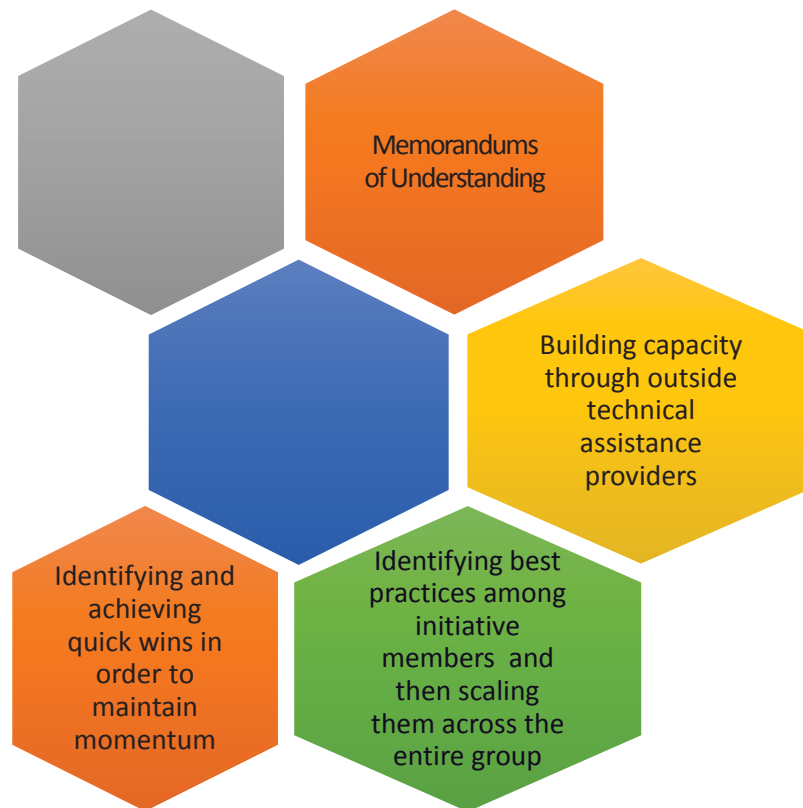 Memorandums
of Understanding
Building capacity
through outside
technical
assistance
providers
Identifying and
achieving
quick wins in
order to
maintain
momentum
Identifying best
practices among
initiative
members and
then scaling
them across the
entire group